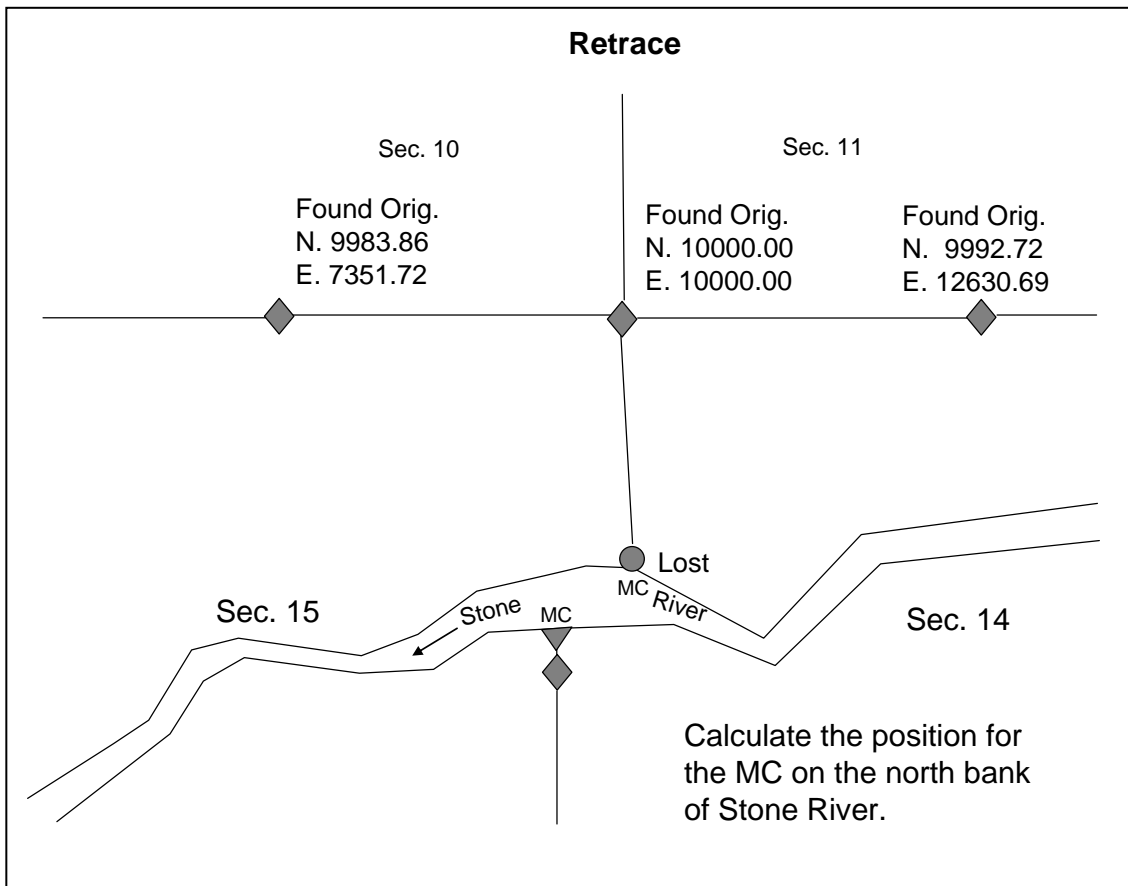 Retrace
Sec. 10
Sec. 11
Found Orig.
N. 9983.86
E. 7351.72
Found Orig.
N. 10000.00
E. 10000.00
Found Orig.
N.  9992.72
E. 12630.69
Lost
MC
River
Stone
MC
Sec. 15
Sec. 14
Calculate the position for
the MC on the north bank
of Stone River.